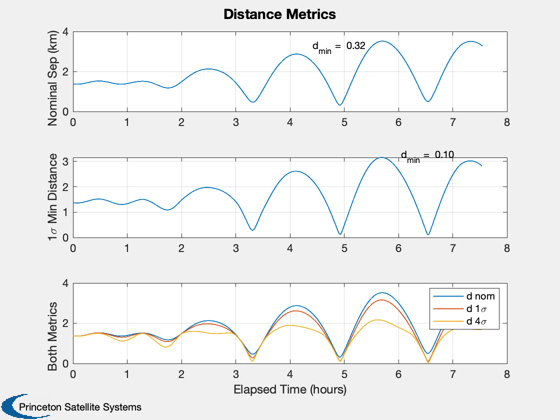 Distance Metrics
Nominal Sep (km)
4
2
0
d_min = 0.32
0 1 2 3 4 5 6 7 8
1σ Min Distance
3
2
1
0
d_min = 0.10
0 1 2 3 4 5 6 7 8
Both Metrics
4
2
0
d nom
d 1σ
d 4σ
0 1 2 3 4 5 6 7 8
Elapsed Time (hours)
Princeton Satellite Systems